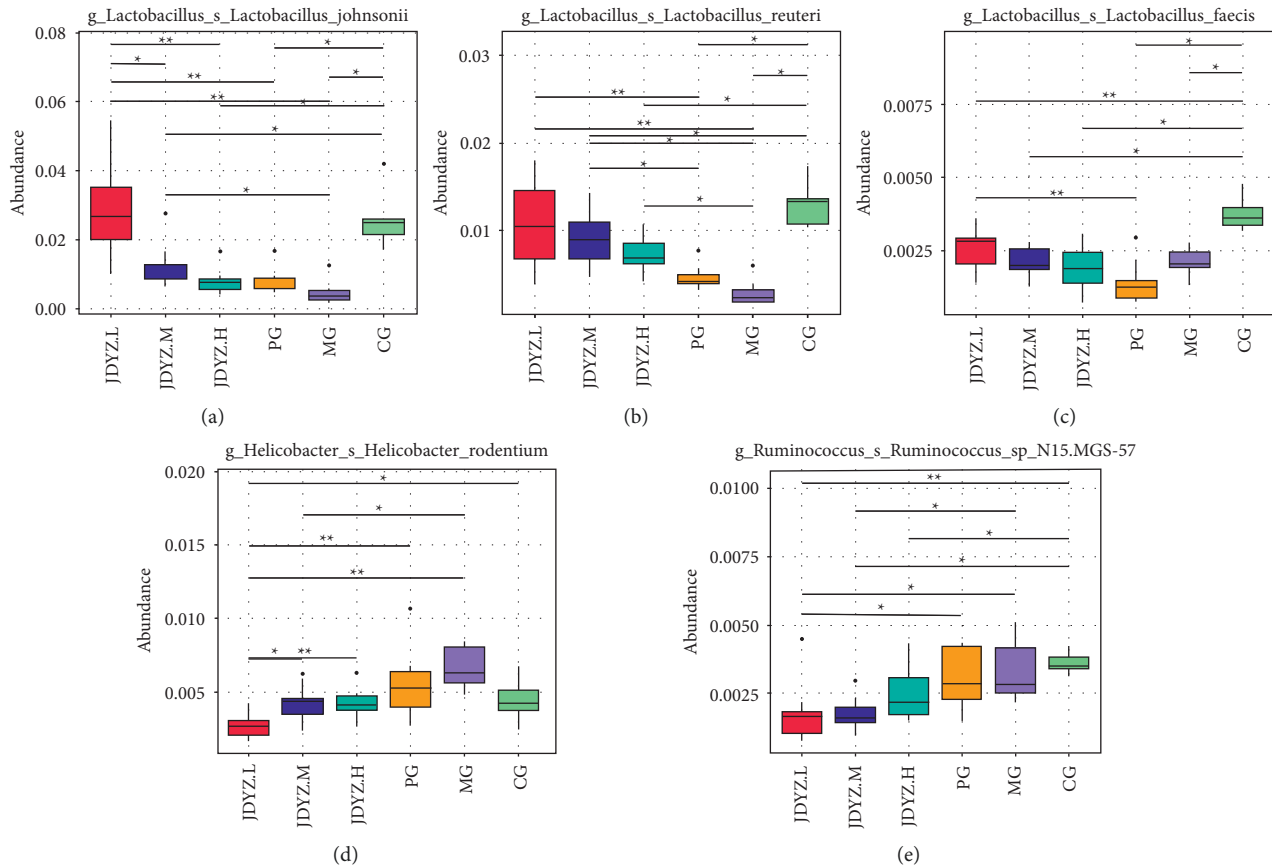 g_Lactobacillus_s_Lactobacillus_johnsonii
0.08
0.06
0.04
0.02
0.00
Abundance
** * * * ** ** * * *
JDYZ.L JDYZ.M JDYZ.H PG MG CG
(a)
g_Lactobacillus_s_Lactobacillus_reuteri
0.03
0.02
0.01
Abundance
* * ** * ** * * * *
JDYZ.L JDYZ.M JDYZ.H PG MG CG
(b)
g_Lactobacillus_s_Lactobacillus_faecis
0.0075
0.0050
0.0025
Abundance
* * ** * * **
JDYZ.L JDYZ.M JDYZ.H PG MG CG
(c)
g_Helicobacter_s_Helicobacter_rodentium
0.020
0.015
0.010
0.005
Abundance
* * ** ** * **
JDYZ.L JDYZ.M JDYZ.H PG MG CG
(d)
g_Ruminococcus_s_Ruminococcus_sp_N15.MGS-57
0.0100
0.0075
0.0050
0.0025
Abundance
** * * * * *
JDYZ.L JDYZ.M JDYZ.H PG MG CG
(e)